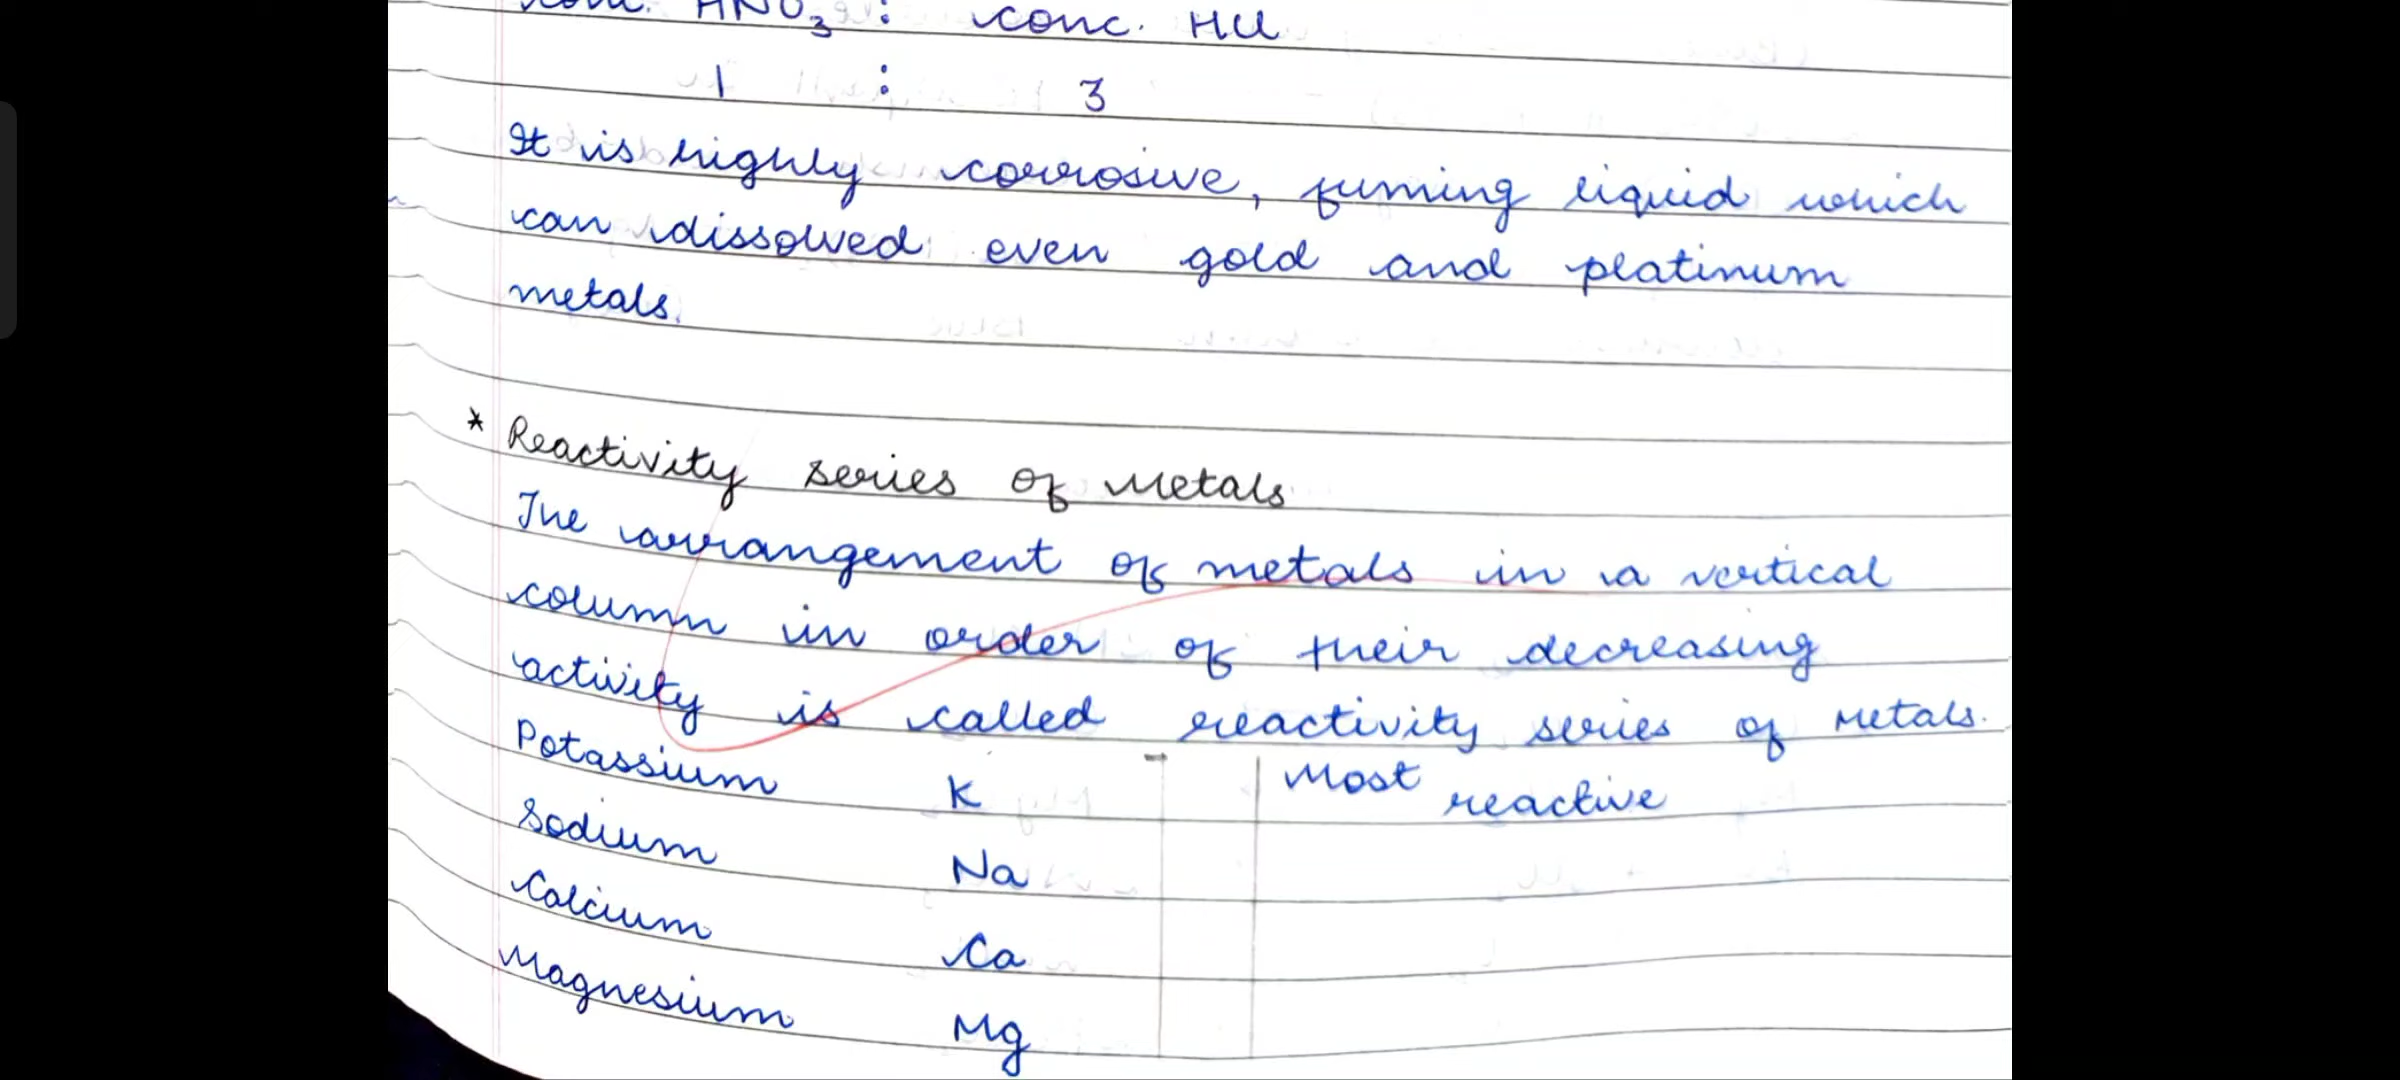 conc. HNO3 : conc. HCl
1 : 3
It is highly corrosive, fuming liquid which
can dissolved even gold and platinum
metals.
* Reactivity series of Metals
The arrangement of metals in a vertical
column in order of their decreasing
activity is called reactivity series of Metals.
Potassium K Most reactive
Sodium Na
Calcium Ca
Magnesium Mg